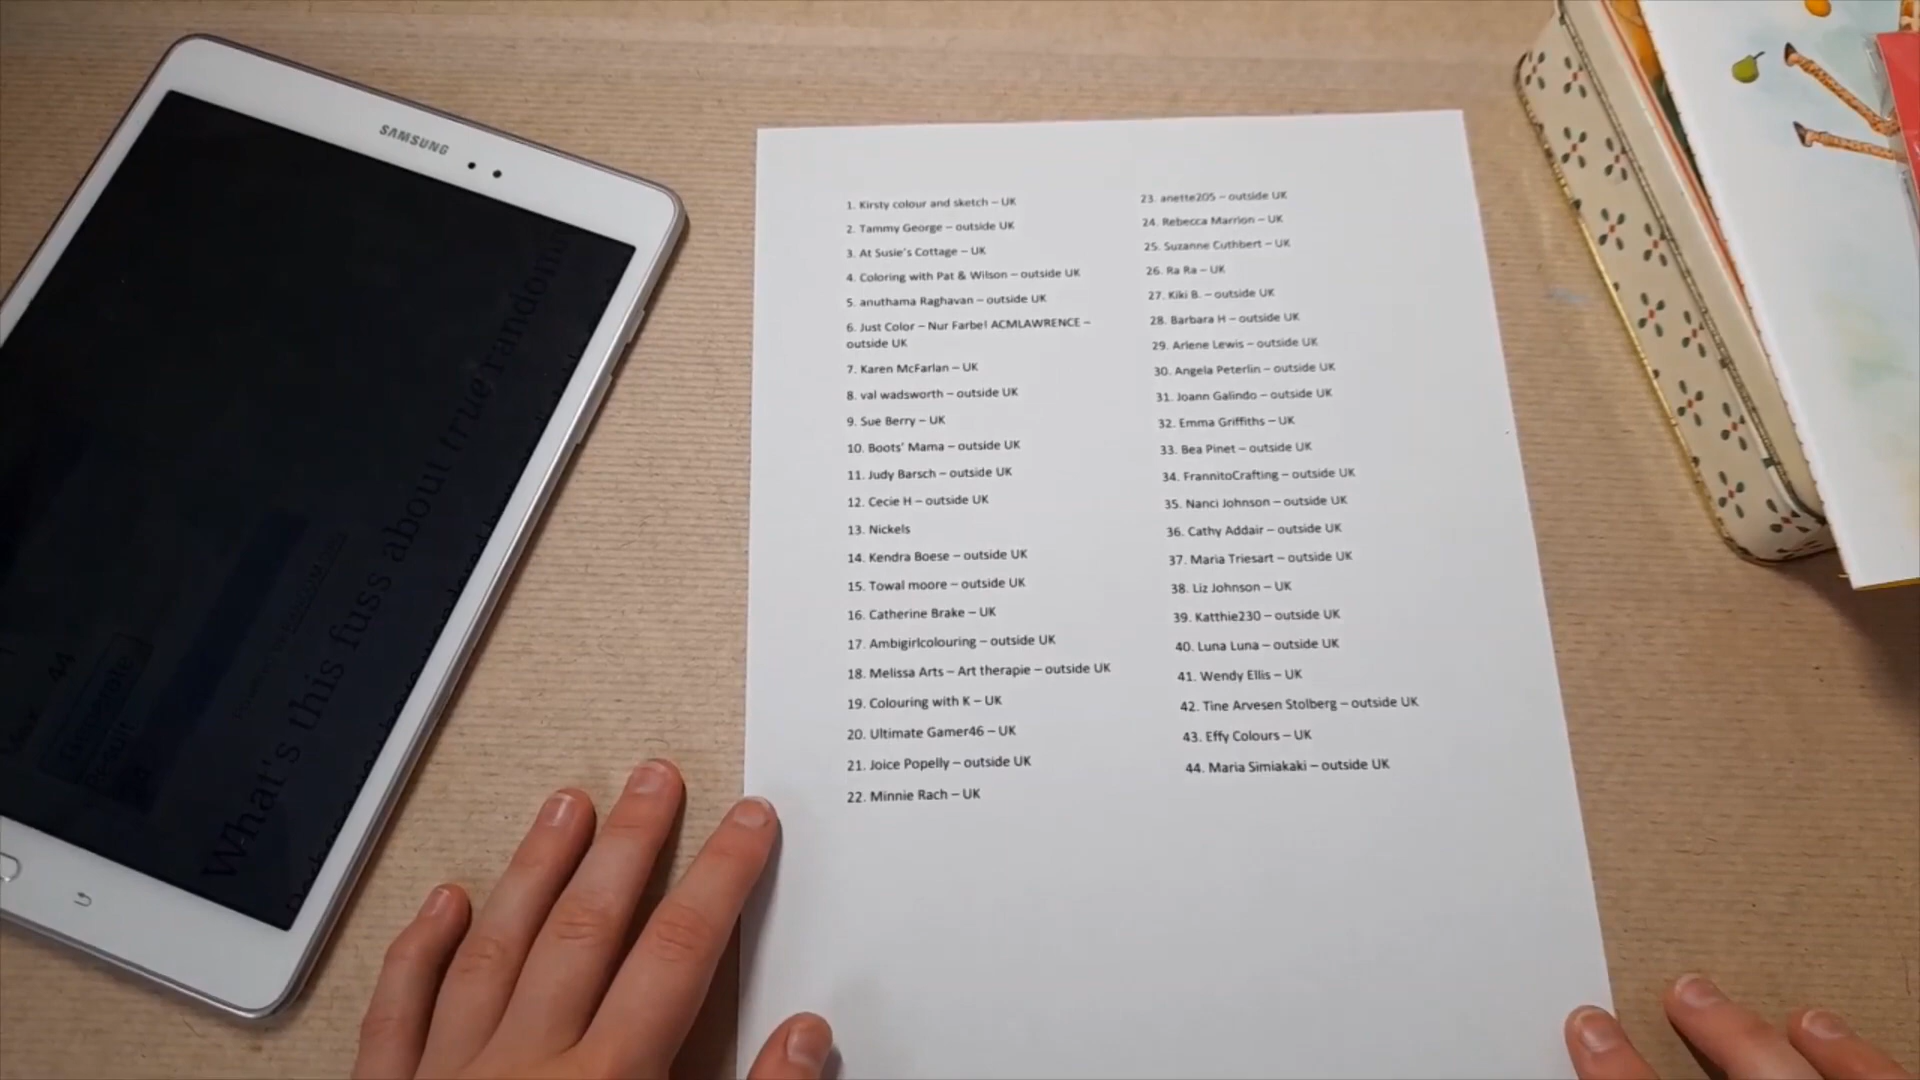 SAMSUNG
1. Kirsty colour and sketch – UK
2. Tammy George – outside UK
3. At Susie's Cottage – UK
4. Coloring with Pat & Wilson – outside UK
5. anuthama Raghavan – outside UK
6. Just Color – Nur Farbe! ACMLAWRENCE –
outside UK
7. Karen McFarlan – UK
8. val wadsworth – outside UK
9. Sue Berry – UK
10. Boots' Mama – outside UK
11. Judy Barsch – outside UK
12. Cecie H – outside UK
13. Nickels
14. Kendra Boese – outside UK
15. Towal moore – outside UK
16. Catherine Brake – UK
17. Ambigirlcolouring – outside UK
18. Melissa Arts – Art therapie – outside UK
19. Colouring with K – UK
20. Ultimate Gamer46 – UK
21. Joice Popelly – outside UK
22. Minnie Rach – UK
23. anette205 – outside UK
24. Rebecca Marrion – UK
25. Suzanne Cuthbert – UK
26. Ra Ra – UK
27. Kiki B. – outside UK
28. Barbara H – outside UK
29. Arlene Lewis – outside UK
30. Angela Peterlin – outside UK
31. Joann Galindo – outside UK
32. Emma Griffiths – UK
33. Bea Pinet – outside UK
34. FrannitoCrafting – outside UK
35. Nanci Johnson – outside UK
36. Cathy Addair – outside UK
37. Maria Triesart – outside UK
38. Liz Johnson – UK
39. Katthie230 – outside UK
40. Luna Luna – outside UK
41. Wendy Ellis – UK
42. Tine Arvesen Stolberg – outside UK
43. Effy Colours – UK
44. Maria Simiakaki – outside UK
44
Generate
What's this fuss about true